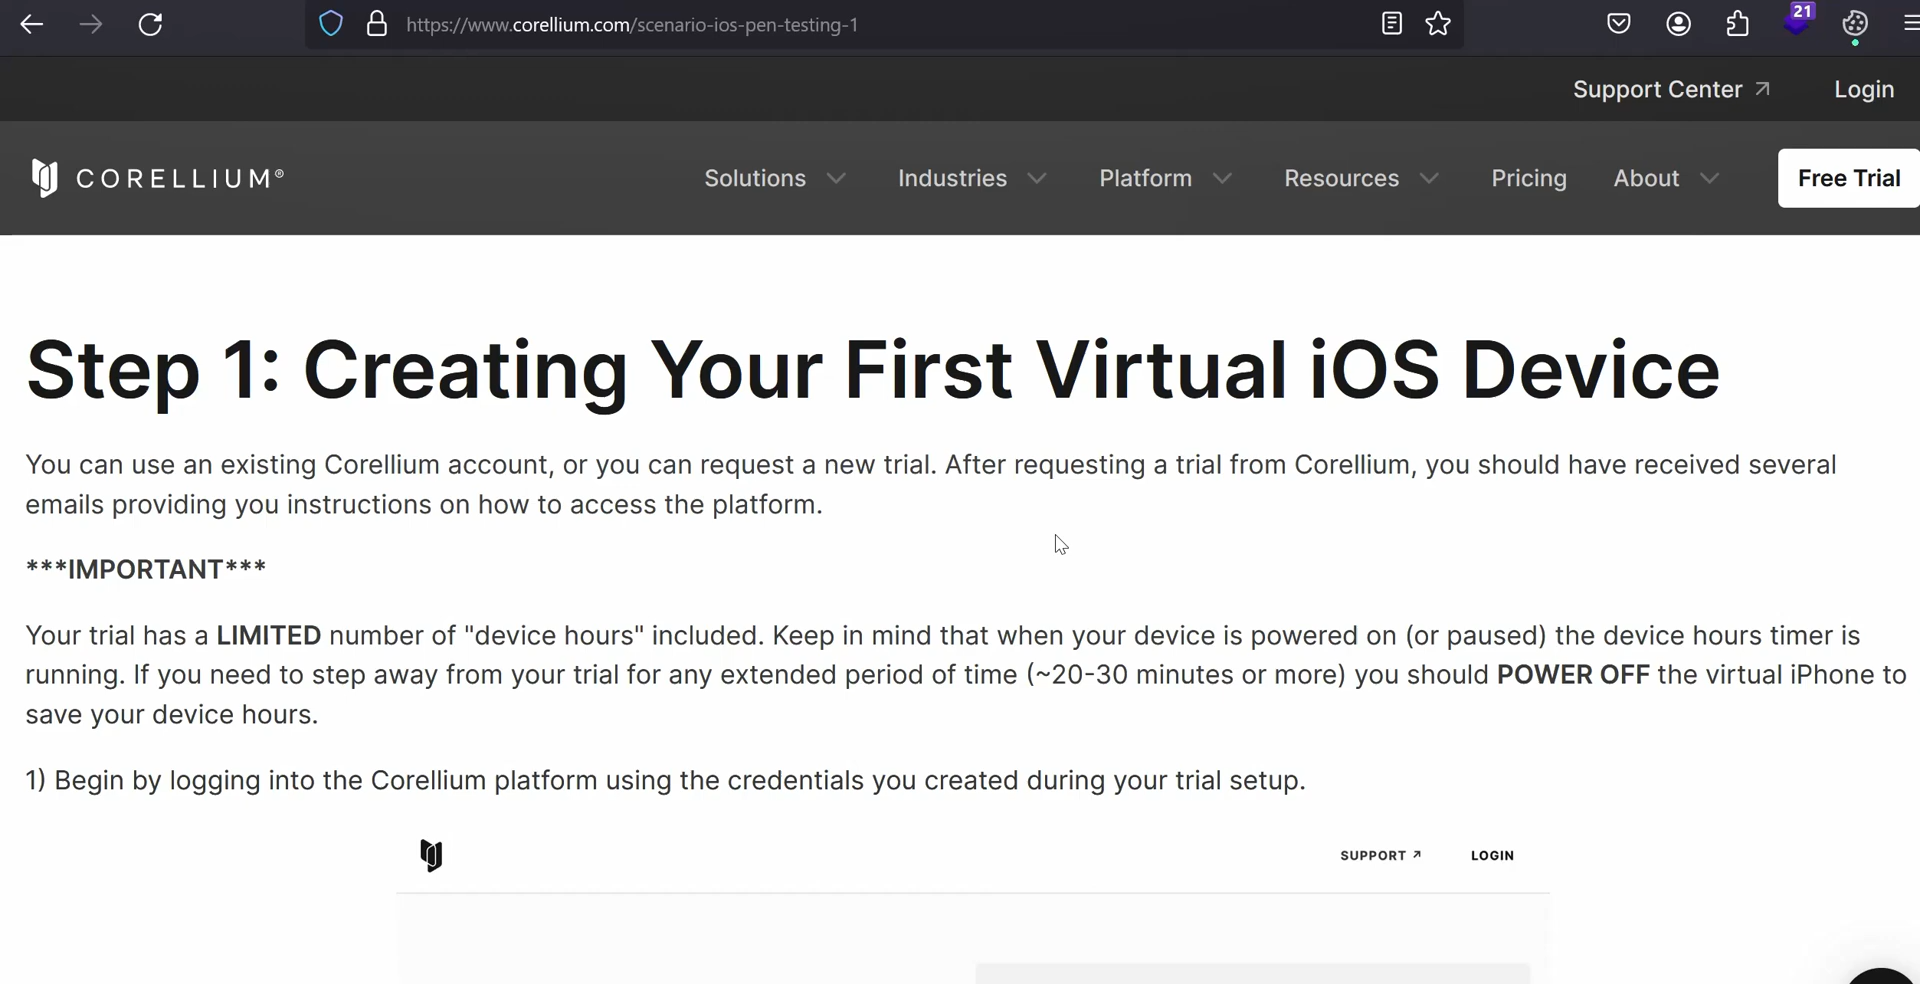 https://www.corellium.com/scenario-ios-pen-testing-1
21
Support Center ↗ Login
CORELLIUM®
Solutions Industries Platform Resources Pricing About Free Trial
Step 1: Creating Your First Virtual iOS Device
You can use an existing Corellium account, or you can request a new trial. After requesting a trial from Corellium, you should have received several
emails providing you instructions on how to access the platform.
***IMPORTANT***
Your trial has a LIMITED number of "device hours" included. Keep in mind that when your device is powered on (or paused) the device hours timer is
running. If you need to step away from your trial for any extended period of time (~20-30 minutes or more) you should POWER OFF the virtual iPhone to
save your device hours.
1) Begin by logging into the Corellium platform using the credentials you created during your trial setup.
SUPPORT ↗ LOGIN